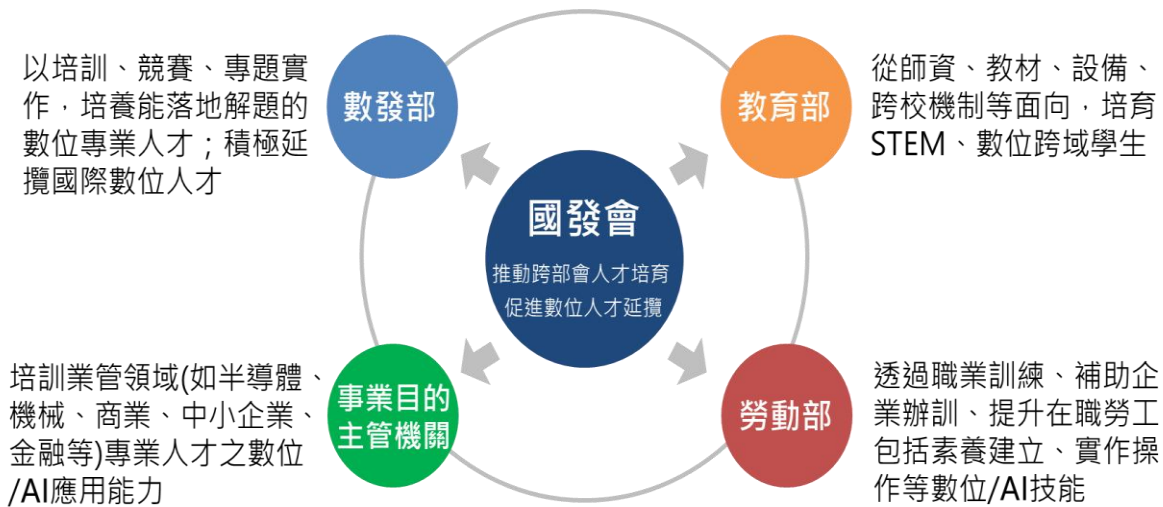 以培訓、競賽、專題實
作，培養能落地解題的
數位專業人才；積極延
攬國際數位人才
數發部
教育部
從師資、教材、設備、
跨校機制等面向，培育
STEM、數位跨域學生
國發會
推動跨部會人才培育
促進數位人才延攬
培訓業管領域(如半導體、
機械、商業、中小企業、
金融等)專業人才之數位
/AI應用能力
事業目的
主管機關
勞動部
透過職業訓練、補助企
業辦訓、提升在職勞工
包括素養建立、實作操
作等數位/AI技能